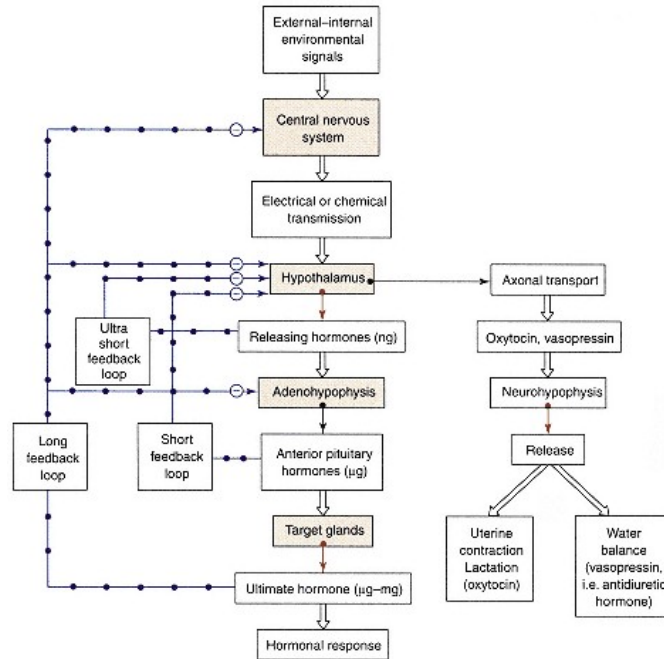 External–internal
environmental
signals
Central nervous
system
Electrical or chemical
transmission
Hypothalamus
Axonal transport
Ultra
short
feedback
loop
Releasing hormones (ng)
Oxytocin, vasopressin
Adenohypophysis
Neurohypophysis
Long
feedback
loop
Short
feedback
loop
Anterior pituitary
hormones (µg)
Release
Target glands
Uterine
contraction
Lactation
(oxytocin)
Water
balance
(vasopressin,
i.e. antidiuretic
hormone)
Ultimate hormone (µg–mg)
Hormonal response